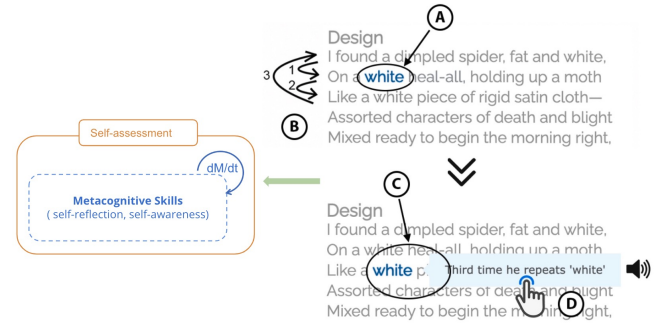 A
Design
I found a dimpled spider, fat and white,
On a white heal-all, holding up a moth
Like a white piece of rigid satin cloth—
Assorted characters of death and blight
Mixed ready to begin the morning right,
3
1
2
B
Self-assessment
dM/dt
Metacognitive Skills
( self-reflection, self-awareness)
C
Design
I found a dimpled spider, fat and white,
On a white heal-all, holding up a moth
Like a white p Third time he repeats 'white'
Assorted characters of death and blight
Mixed ready to begin the morning right,
D